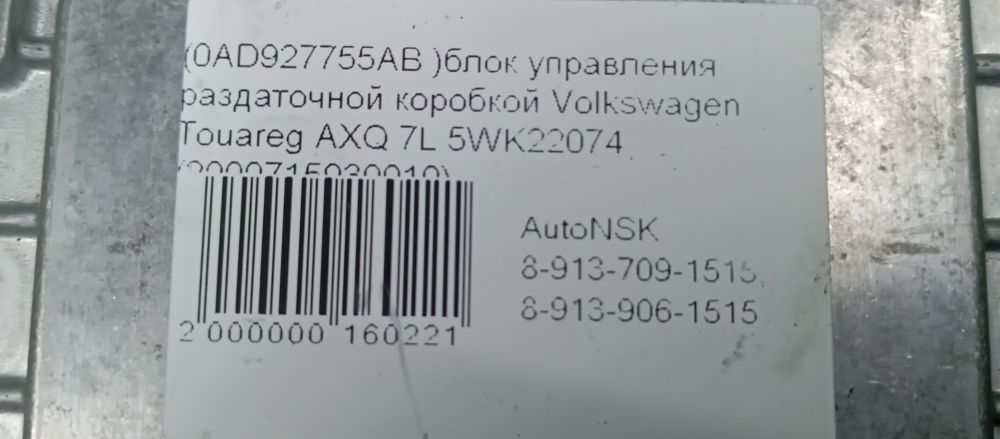 (0AD927755AB )блок управления
раздаточной коробкой Volkswagen
Touareg AXQ 7L 5WK22074
(2000715030010)
AutoNSK
8-913-709-1515,
8-913-906-1515
2 000000 160221